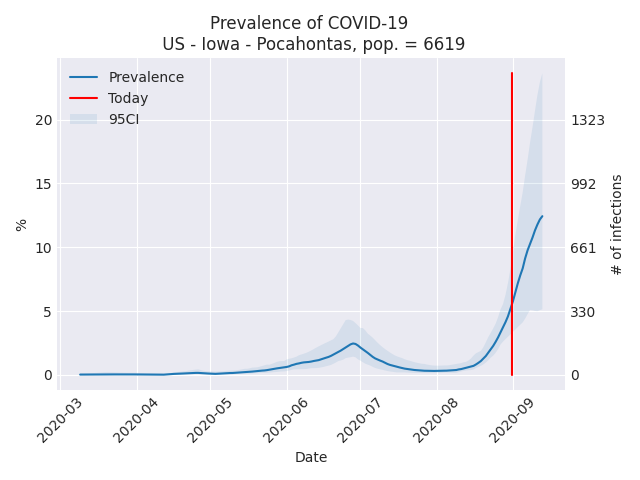 Prevalence of COVID-19
US - Iowa - Pocahontas, pop. = 6619
Prevalence
Today
95CI
20
15
10
5
0
%
1323
992
661
330
0
# of infections
2020-03
2020-04
2020-05
2020-06
2020-07
2020-08
2020-09
Date